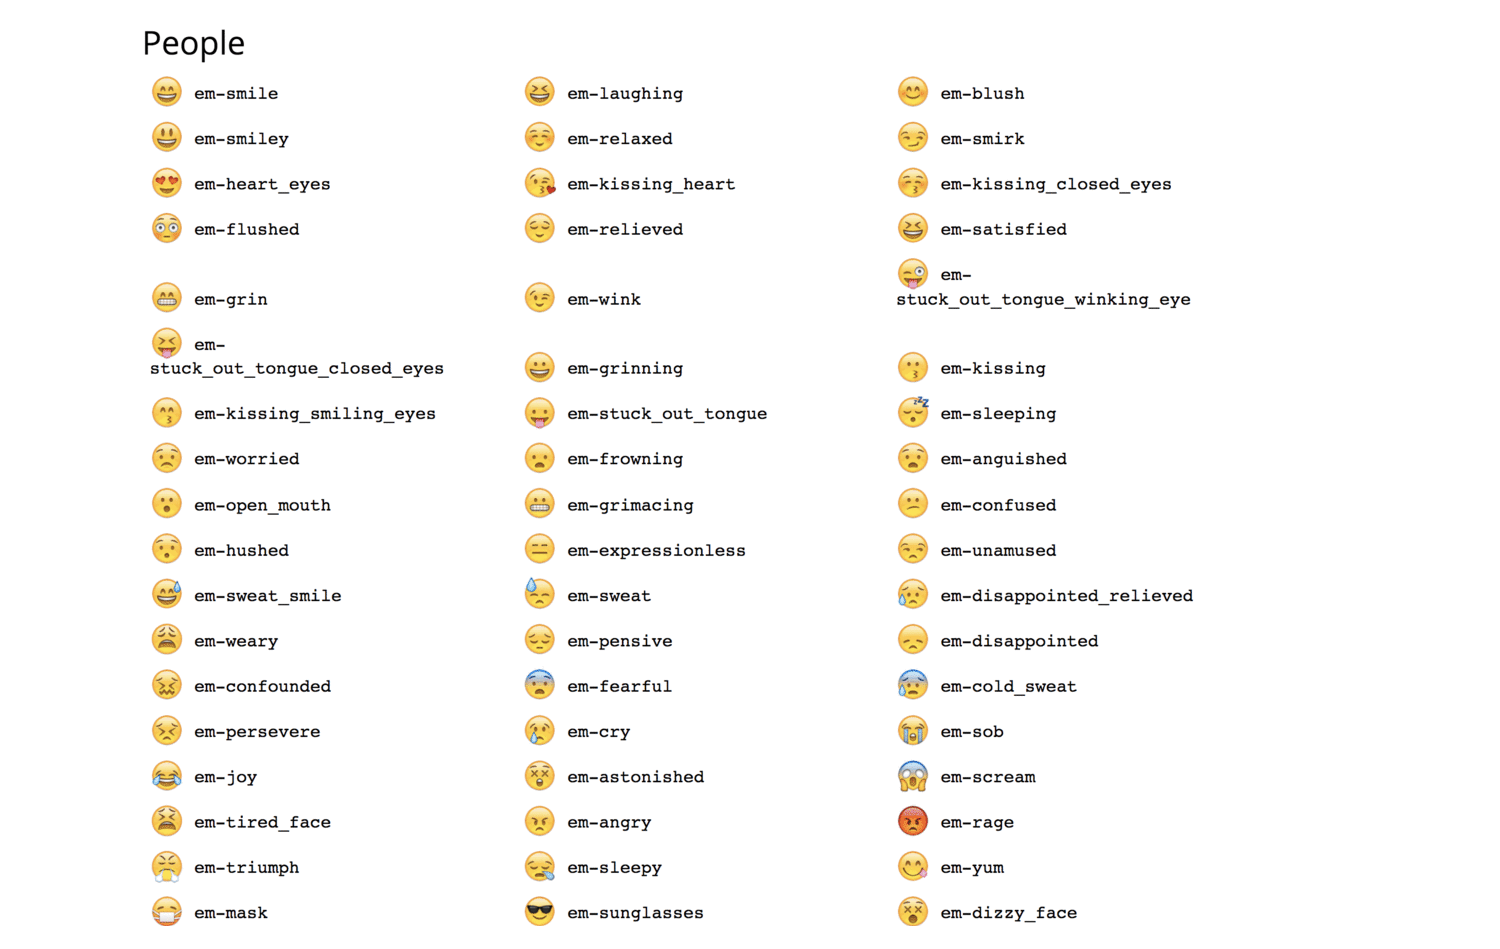 People
em-smile em-laughing em-blush
em-smiley em-relaxed em-smirk
em-heart_eyes em-kissing_heart em-kissing_closed_eyes
em-flushed em-relieved em-satisfied
em-
em-grin em-wink stuck_out_tongue_winking_eye
em-
stuck_out_tongue_closed_eyes em-grinning em-kissing
em-kissing_smiling_eyes em-stuck_out_tongue em-sleeping
em-worried em-frowning em-anguished
em-open_mouth em-grimacing em-confused
em-hushed em-expressionless em-unamused
em-sweat_smile em-sweat em-disappointed_relieved
em-weary em-pensive em-disappointed
em-confounded em-fearful em-cold_sweat
em-persevere em-cry em-sob
em-joy em-astonished em-scream
em-tired_face em-angry em-rage
em-triumph em-sleepy em-yum
em-mask em-sunglasses em-dizzy_face